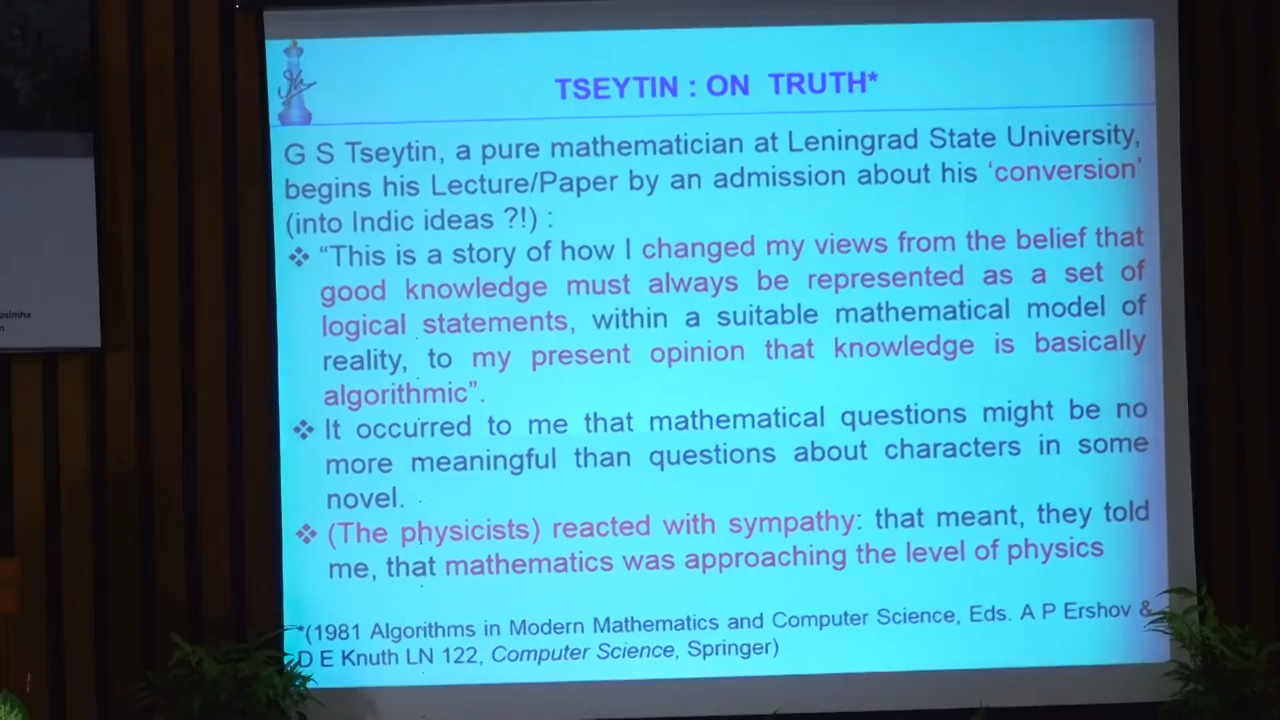 TSEYTIN : ON TRUTH*
G S Tseytin, a pure mathematician at Leningrad State University,
begins his Lecture/Paper by an admission about his ‘conversion’
(into Indic ideas ?!) :
❖ “This is a story of how I changed my views from the belief that
good knowledge must always be represented as a set of
logical statements, within a suitable mathematical model of
reality, to my present opinion that knowledge is basically
algorithmic”.
❖ It occurred to me that mathematical questions might be no
more meaningful than questions about characters in some
novel.
❖ (The physicists) reacted with sympathy: that meant, they told
me, that mathematics was approaching the level of physics
*(1981 Algorithms in Modern Mathematics and Computer Science, Eds. A P Ershov &
D E Knuth LN 122, Computer Science, Springer)